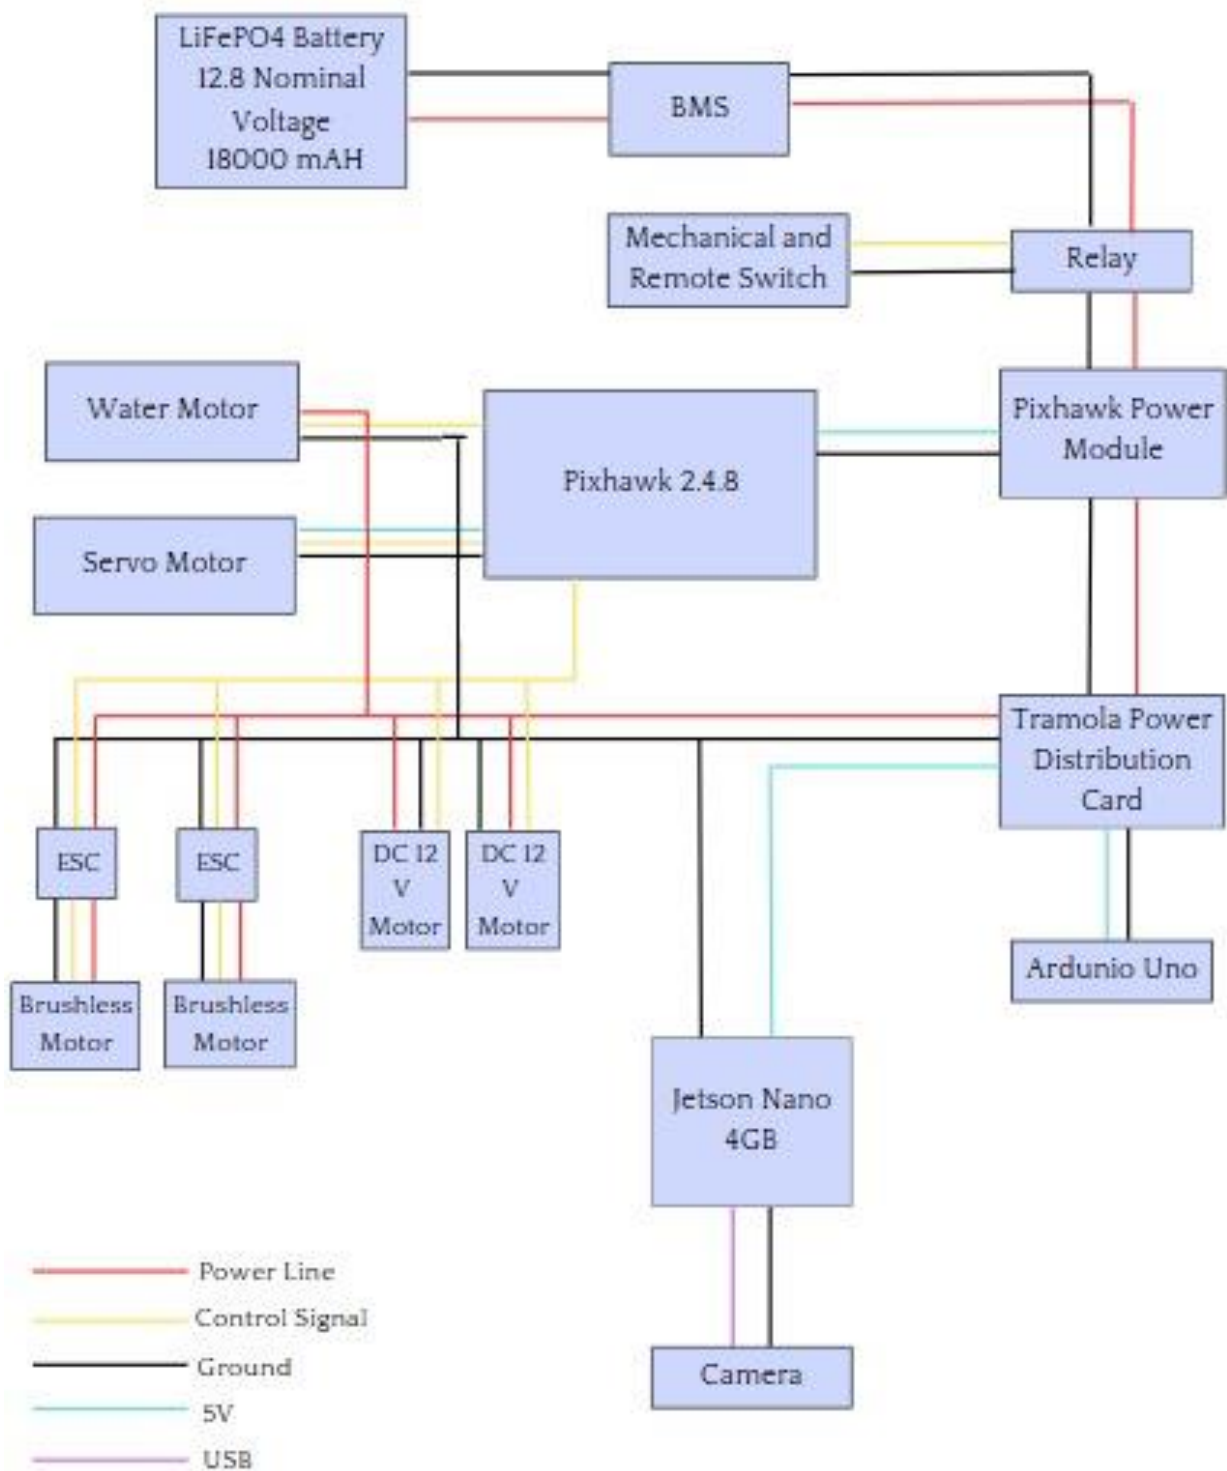 LiFePO4 Battery
12.8 Nominal
Voltage
18000 mAH
BMS
Mechanical and
Remote Switch
Relay
Water Motor
Pixhawk 2.4.8
Pixhawk Power
Module
Servo Motor
Tramola Power
Distribution
Card
ESC
ESC
DC 12
V
Motor
DC 12
V
Motor
Ardunio Uno
Brushless
Motor
Brushless
Motor
Jetson Nano
4GB
Camera
Power Line
Control Signal
Ground
5V
USB